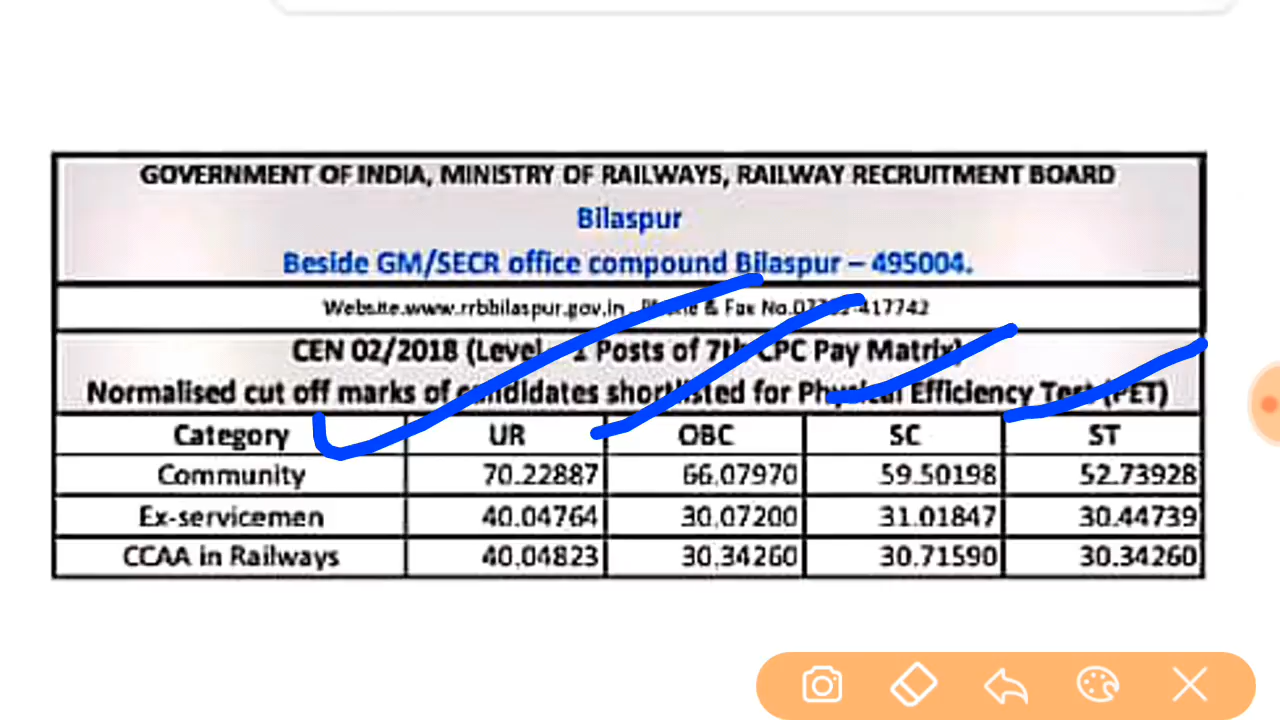 GOVERNMENT OF INDIA, MINISTRY OF RAILWAYS, RAILWAY RECRUITMENT BOARD
Bilaspur
Beside GM/SECR office compound Bilaspur – 495004.
Website.www.rrbbilaspur.gov.in - Phone & Fax No. 417742
CEN 02/2018 (Level - 1 Posts of 7th CPC Pay Matrix)
Normalised cut off marks of candidates shortlisted for Physical Efficiency Test (PET)
Category UR OBC SC ST
Community 70.22887 66.07970 59.50198 52.73928
Ex-servicemen 40.04764 30.07200 31.01847 30.44739
CCAA in Railways 40.04823 30.34260 30.71590 30.34260